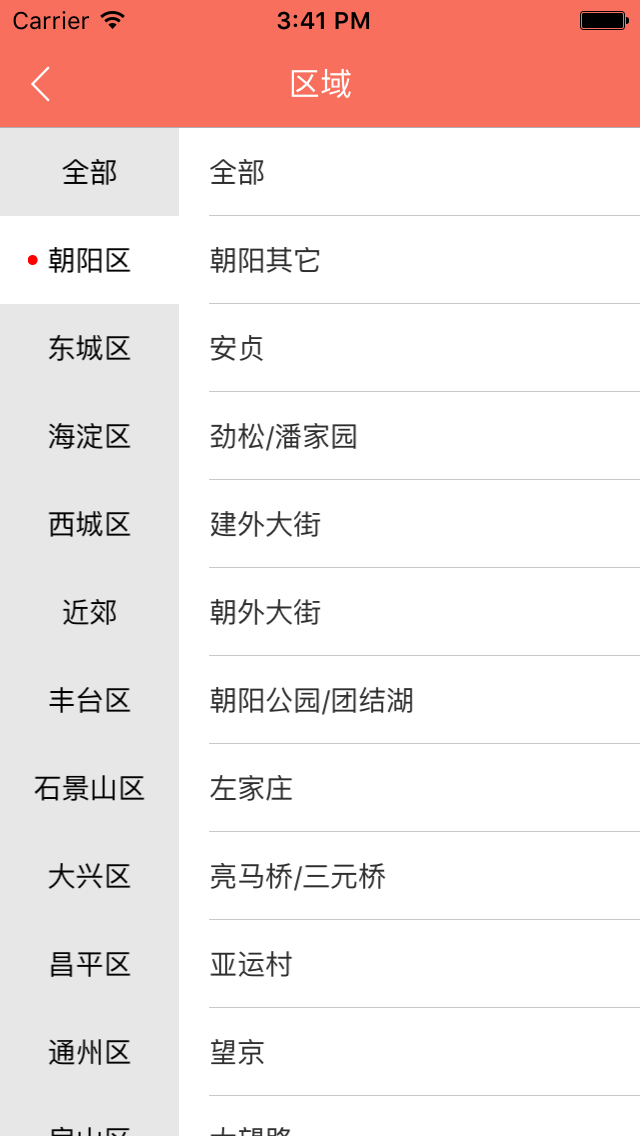 Carrier 3:41 PM
区域
全部 全部
朝阳区 朝阳其它
东城区 安贞
海淀区 劲松/潘家园
西城区 建外大街
近郊 朝外大街
丰台区 朝阳公园/团结湖
石景山区 左家庄
大兴区 亮马桥/三元桥
昌平区 亚运村
通州区 望京